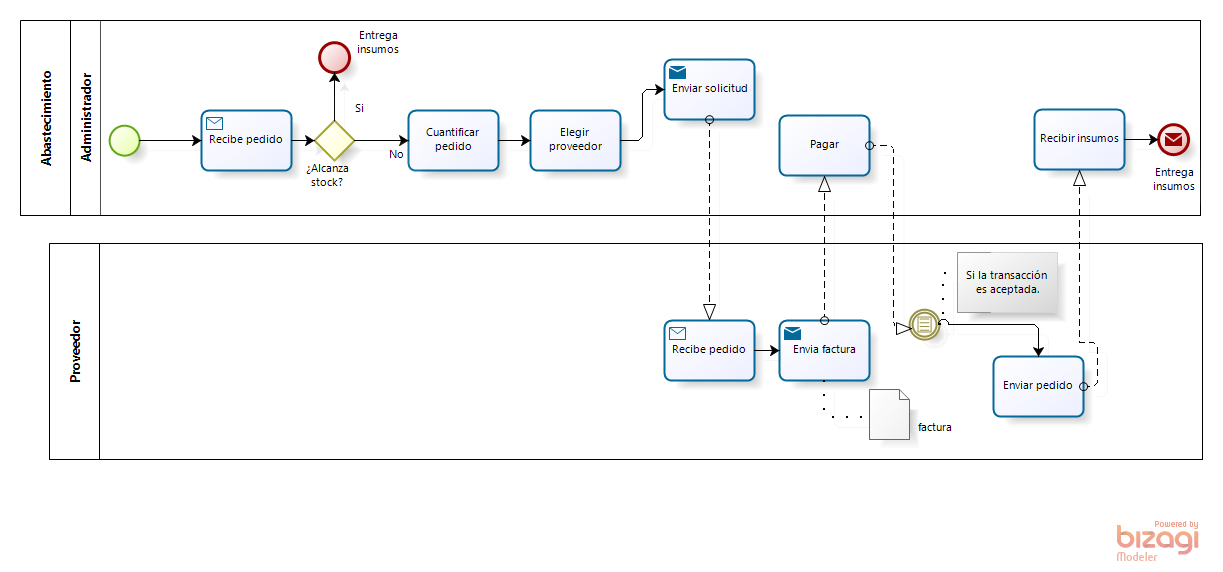 Abastecimiento
Administrador
Recibe pedido
¿Alcanza
stock?
Si
Entrega
insumos
No
Cuantificar
pedido
Elegir
proveedor
Enviar solicitud
Pagar
Recibir insumos
Entrega
insumos
Proveedor
Recibe pedido
Envia factura
factura
Si la transacción
es aceptada.
Enviar pedido
Powered by
bizagi
Modeler